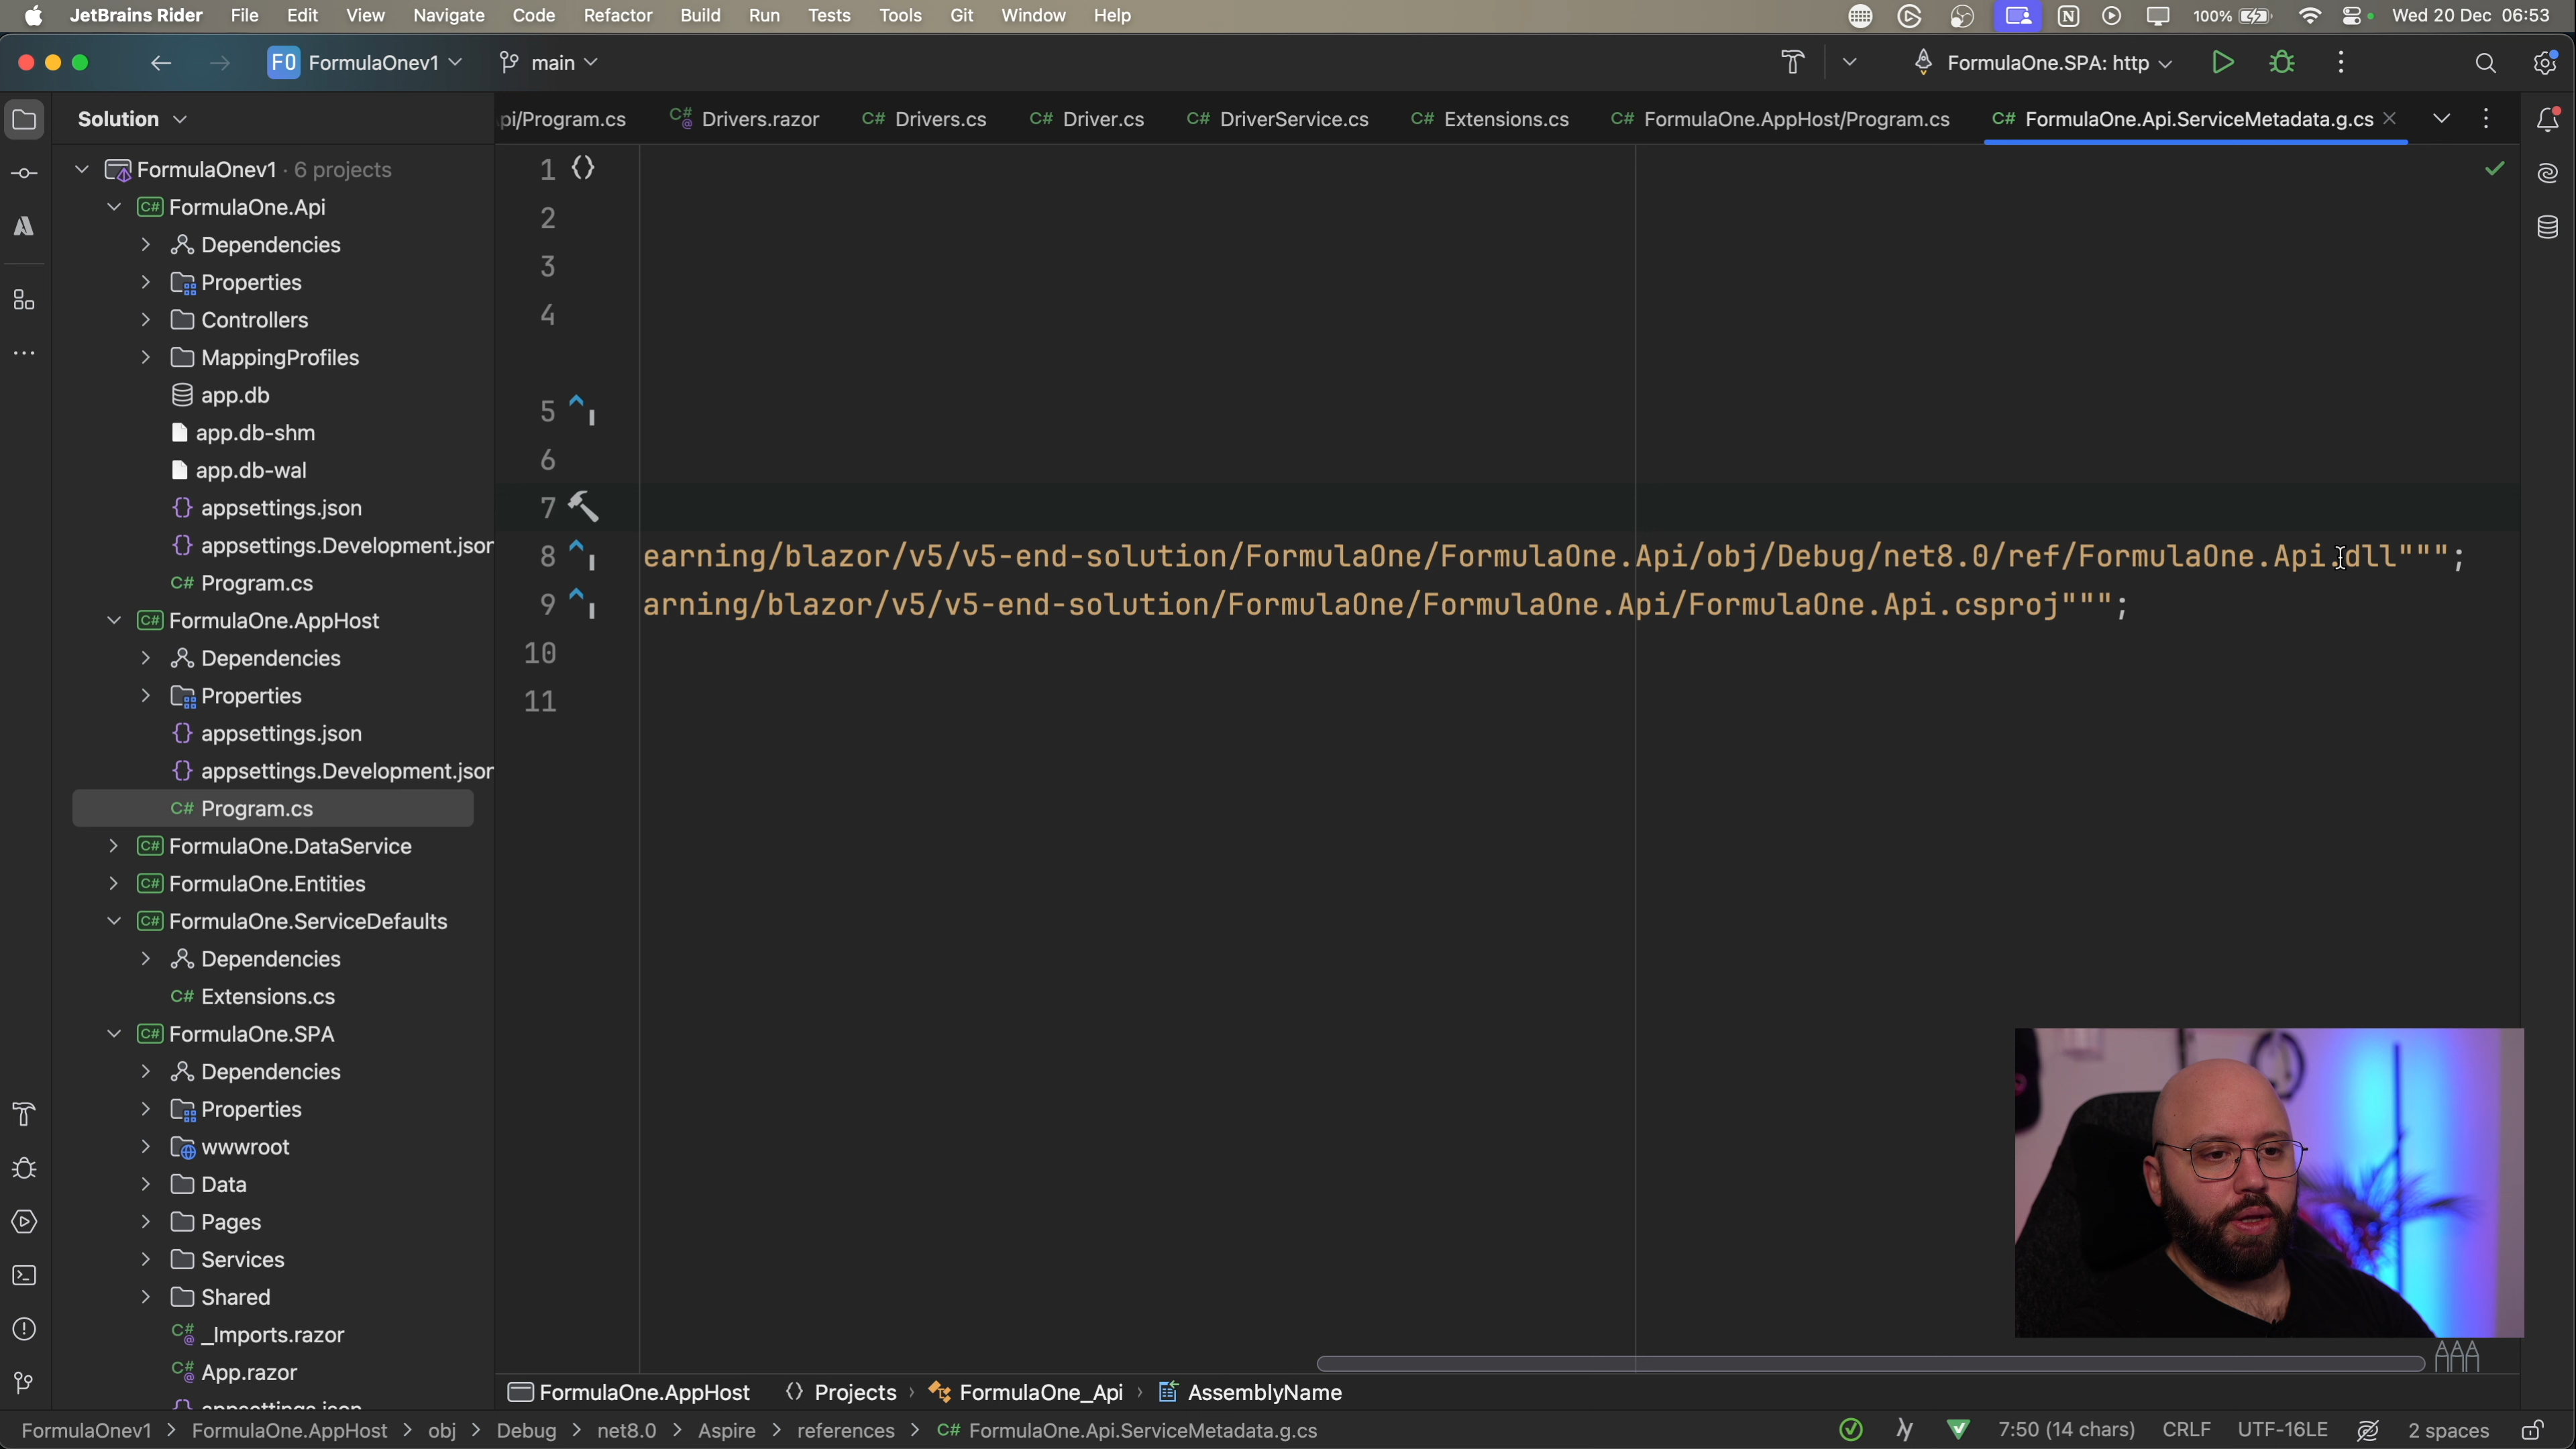 JetBrains Rider File Edit View Navigate Code Refactor Build Run Tests Tools Git Window Help 100% Wed 20 Dec 06:53
FO FormulaOnev1 main FormulaOne.SPA: http
Solution
pi/Program.cs Drivers.razor C# Drivers.cs C# Driver.cs C# DriverService.cs C# Extensions.cs C# FormulaOne.AppHost/Program.cs C# FormulaOne.Api.ServiceMetadata.g.cs
FormulaOnev1 · 6 projects
C# FormulaOne.Api
Dependencies
Properties
Controllers
MappingProfiles
app.db
app.db-shm
app.db-wal
{} appsettings.json
{} appsettings.Development.json
C# Program.cs
C# FormulaOne.AppHost
Dependencies
Properties
{} appsettings.json
{} appsettings.Development.json
C# Program.cs
C# FormulaOne.DataService
C# FormulaOne.Entities
C# FormulaOne.ServiceDefaults
Dependencies
C# Extensions.cs
C# FormulaOne.SPA
Dependencies
Properties
wwwroot
Data
Pages
Services
Shared
C# _Imports.razor
C# App.razor
{} appsettings.json
1 {}
2
3
4
5
6
7
8 earning/blazor/v5/v5-end-solution/FormulaOne/FormulaOne.Api/obj/Debug/net8.0/ref/FormulaOne.Api.dll""";
9 arning/blazor/v5/v5-end-solution/FormulaOne/FormulaOne.Api/FormulaOne.Api.csproj""";
10
11
FormulaOne.AppHost {} Projects › FormulaOne_Api › AssemblyName
FormulaOnev1 > FormulaOne.AppHost > obj > Debug > net8.0 > Aspire > references > C# FormulaOne.Api.ServiceMetadata.g.cs 7:50 (14 chars) CRLF UTF-16LE 2 spaces